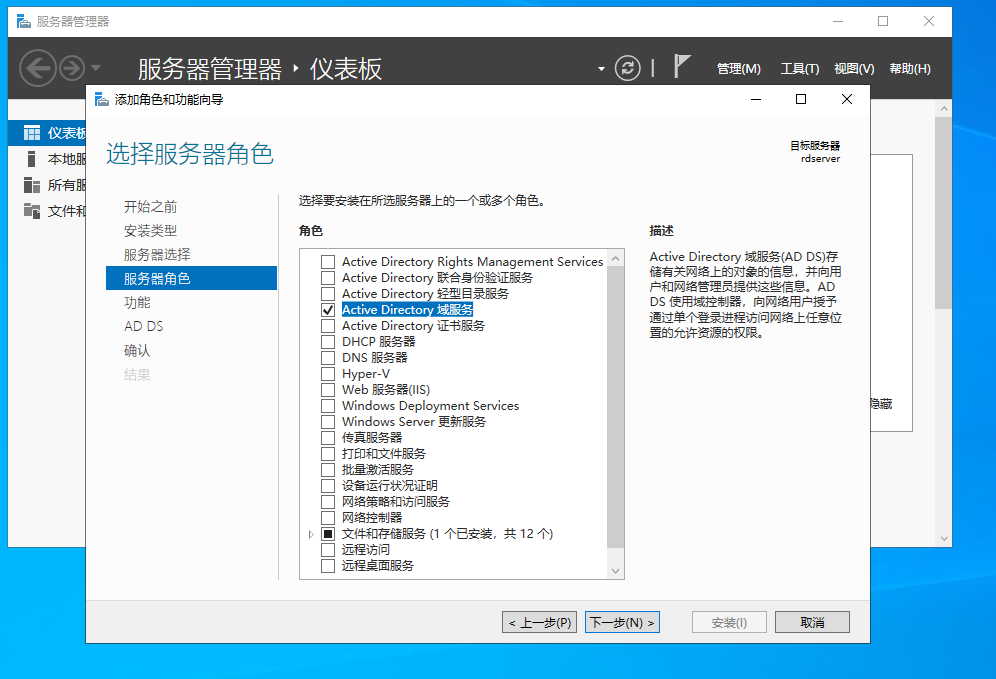 服务器管理器
服务器管理器 ‣ 仪表板
管理(M) 工具(T) 视图(V) 帮助(H)
仪表板
本地服
所有服
文件和
隐藏
添加角色和功能向导
选择服务器角色
目标服务器
rdserver
开始之前
安装类型
服务器选择
服务器角色
功能
AD DS
确认
结果
选择要安装在所选服务器上的一个或多个角色。
角色
Active Directory Rights Management Services
Active Directory 联合身份验证服务
Active Directory 轻型目录服务
Active Directory 域服务
Active Directory 证书服务
DHCP 服务器
DNS 服务器
Hyper-V
Web 服务器(IIS)
Windows Deployment Services
Windows Server 更新服务
传真服务器
打印和文件服务
批量激活服务
设备运行状况证明
网络策略和访问服务
网络控制器
文件和存储服务 (1 个已安装，共 12 个)
远程访问
远程桌面服务
描述
Active Directory 域服务(AD DS)存
储有关网络上的对象的信息，并向用
户和网络管理员提供这些信息。AD
DS 使用域控制器，向网络用户授予
通过单个登录进程访问网络上任意位
置的允许资源的权限。
< 上一步(P) 下一步(N) > 安装(I) 取消